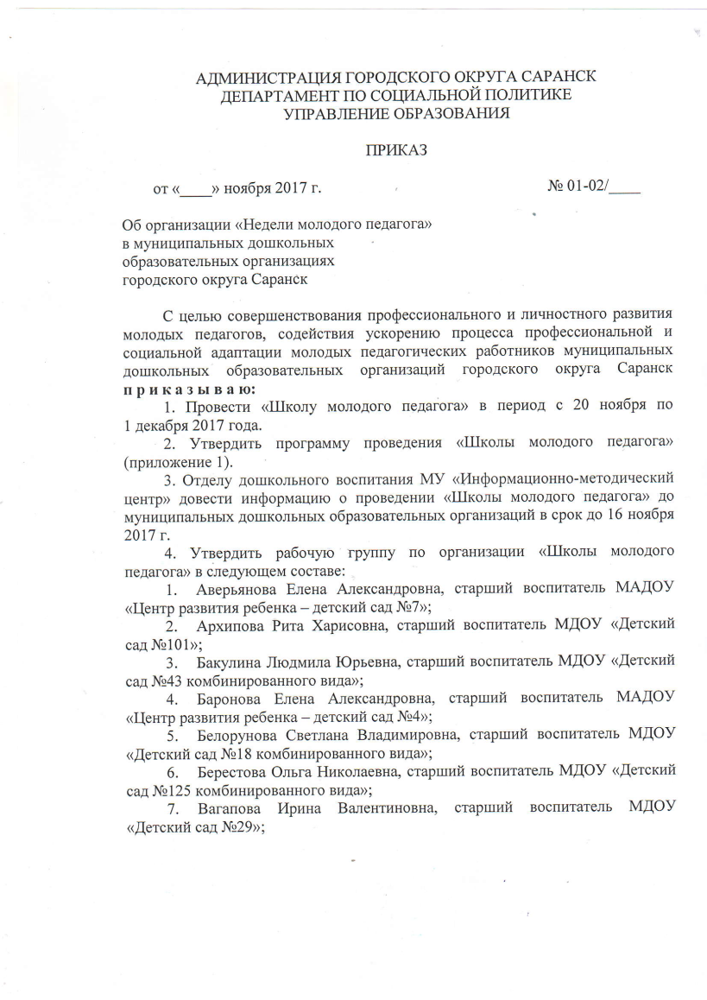 АДМИНИСТРАЦИЯ ГОРОДСКОГО ОКРУГА САРАНСК
ДЕПАРТАМЕНТ ПО СОЦИАЛЬНОЙ ПОЛИТИКЕ
УПРАВЛЕНИЕ ОБРАЗОВАНИЯ
ПРИКАЗ
от «____» ноября 2017 г. № 01-02/____
Об организации «Недели молодого педагога»
в муниципальных дошкольных
образовательных организациях
городского округа Саранск
С целью совершенствования профессионального и личностного развития
молодых педагогов, содействия ускорению процесса профессиональной и
социальной адаптации молодых педагогических работников муниципальных
дошкольных образовательных организаций городского округа Саранск
п р и к а з ы в а ю:
1. Провести «Школу молодого педагога» в период с 20 ноября по
1 декабря 2017 года.
2. Утвердить программу проведения «Школы молодого педагога»
(приложение 1).
3. Отделу дошкольного воспитания МУ «Информационно-методический
центр» довести информацию о проведении «Школы молодого педагога» до
муниципальных дошкольных образовательных организаций в срок до 16 ноября
2017 г.
4. Утвердить рабочую группу по организации «Школы молодого
педагога» в следующем составе:
1. Аверьянова Елена Александровна, старший воспитатель МАДОУ
«Центр развития ребенка – детский сад №7»;
2. Архипова Рита Харисовна, старший воспитатель МДОУ «Детский
сад №101»;
3. Бакулина Людмила Юрьевна, старший воспитатель МДОУ «Детский
сад №43 комбинированного вида»;
4. Баронова Елена Александровна, старший воспитатель МАДОУ
«Центр развития ребенка – детский сад №4»;
5. Белорунова Светлана Владимировна, старший воспитатель МДОУ
«Детский сад №18 комбинированного вида»;
6. Берестова Ольга Николаевна, старший воспитатель МДОУ «Детский
сад №125 комбинированного вида»;
7. Вагапова Ирина Валентиновна, старший воспитатель МДОУ
«Детский сад №29»;